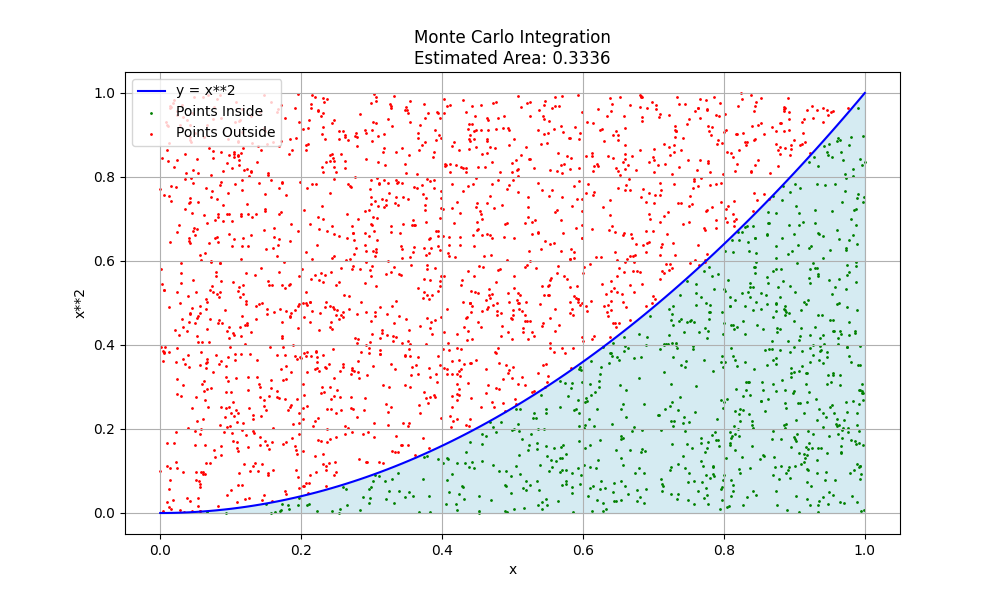 Monte Carlo Integration
Estimated Area: 0.3336
y = x**2
Points Inside
Points Outside
1.0
0.8
0.6
0.4
0.2
0.0
x**2
0.0 0.2 0.4 0.6 0.8 1.0
x